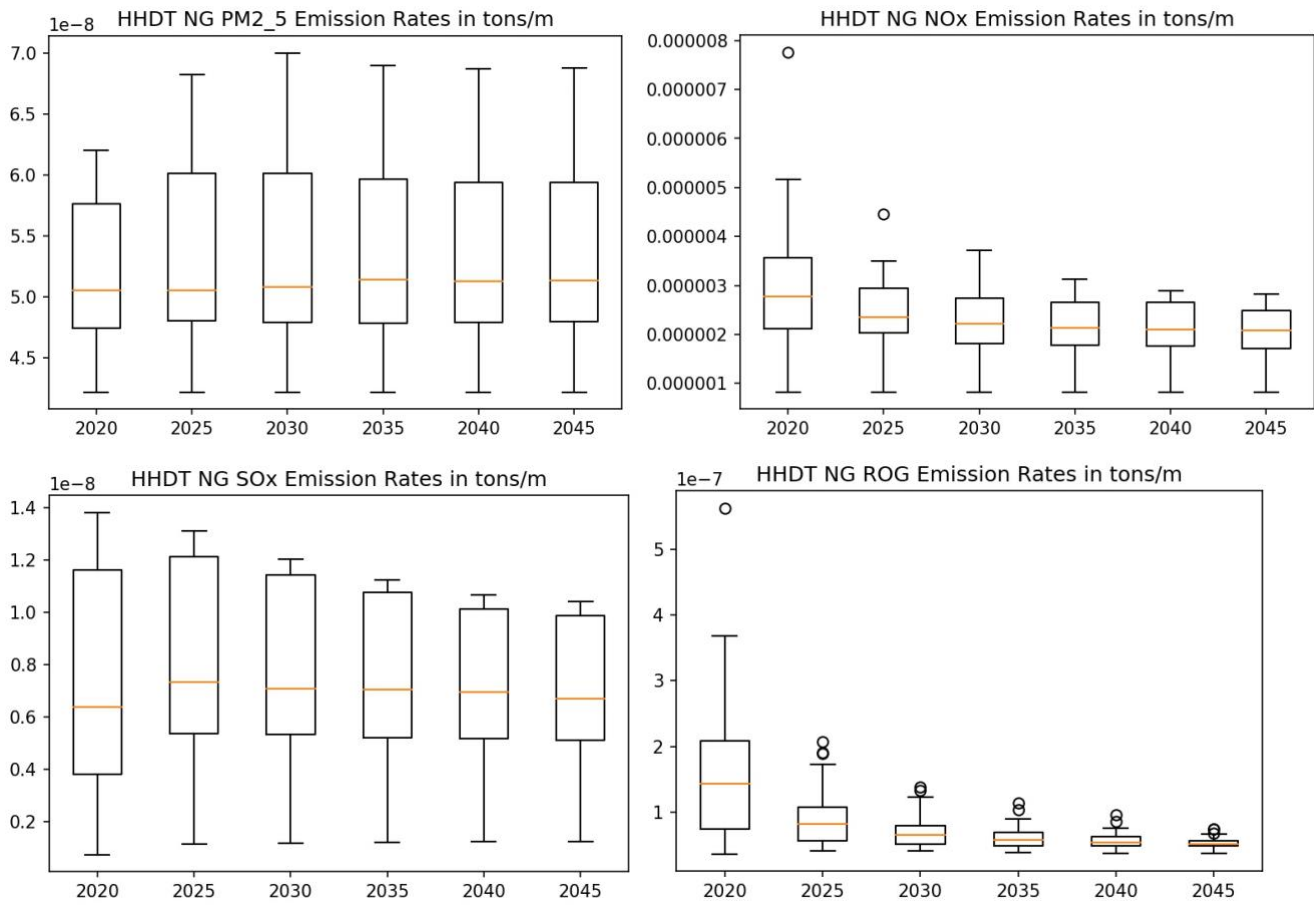 HHDT NG PM2_5 Emission Rates in tons/m
1e−8
7.0
6.5
6.0
5.5
5.0
4.5
2020 2025 2030 2035 2040 2045
HHDT NG NOx Emission Rates in tons/m
0.000008
0.000007
0.000006
0.000005
0.000004
0.000003
0.000002
0.000001
2020 2025 2030 2035 2040 2045
HHDT NG SOx Emission Rates in tons/m
1e−8
1.4
1.2
1.0
0.8
0.6
0.4
0.2
2020 2025 2030 2035 2040 2045
HHDT NG ROG Emission Rates in tons/m
1e−7
5
4
3
2
1
2020 2025 2030 2035 2040 2045